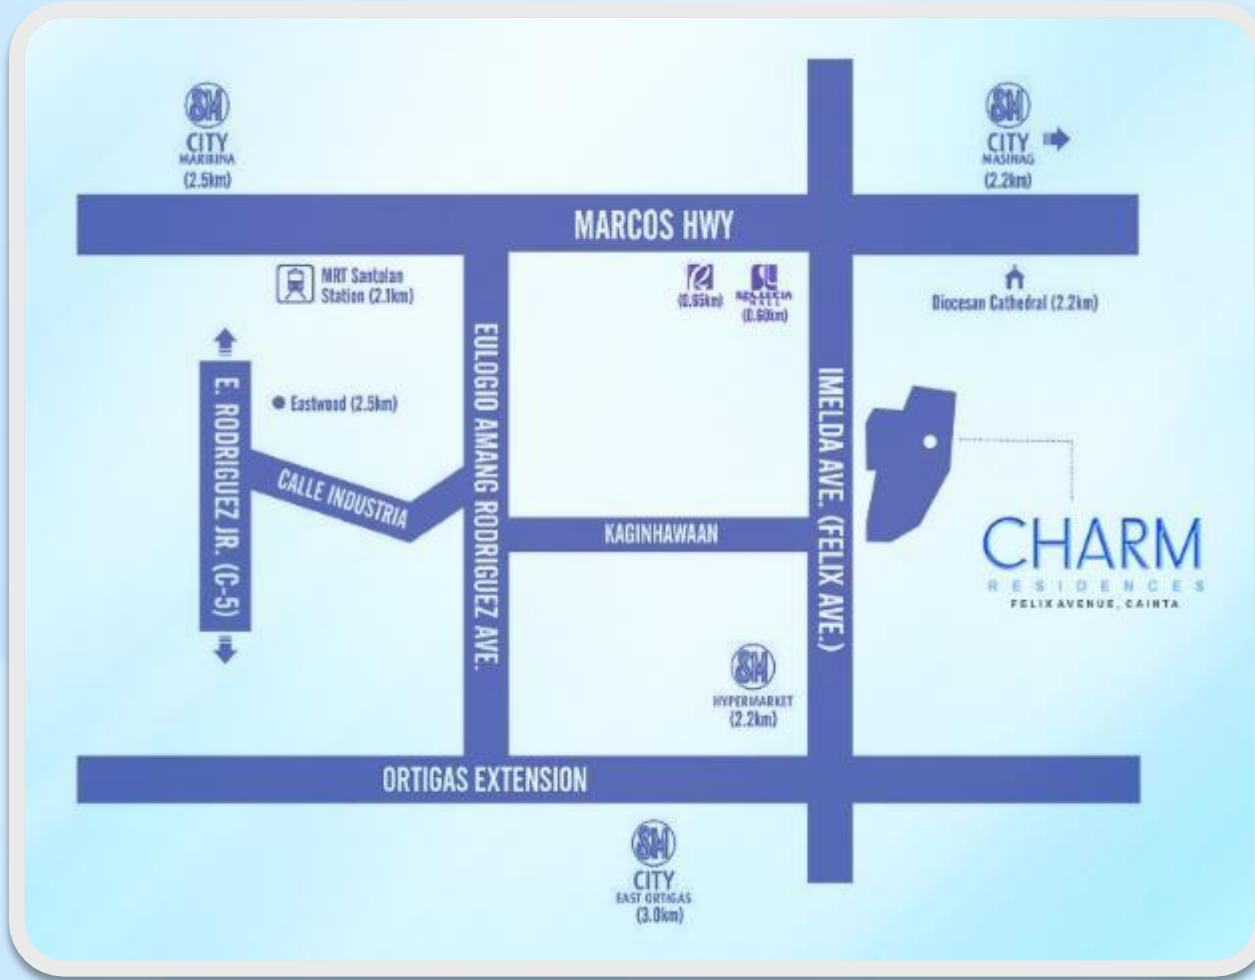 SM
CITY
MARIKINA
(2.5km)
SM
CITY
MASINAG
(2.2km)
MARCOS HWY
MRT Santolan
Station (2.1km)
(0.65km)
STA. LUCIA
MALL
(0.60km)
Diocesan Cathedral (2.2km)
EULOGIO AMANG RODRIGUEZ AVE.
IMELDA AVE. (FELIX AVE.)
E. RODRIGUEZ JR. (C-5)
Eastwood (2.5km)
CALLE INDUSTRIA
KAGINHAWAAN
CHARM
RESIDENCES
FELIX AVENUE, CAINTA
SM
HYPERMARKET
(2.2km)
ORTIGAS EXTENSION
SM
CITY
EAST ORTIGAS
(3.0km)